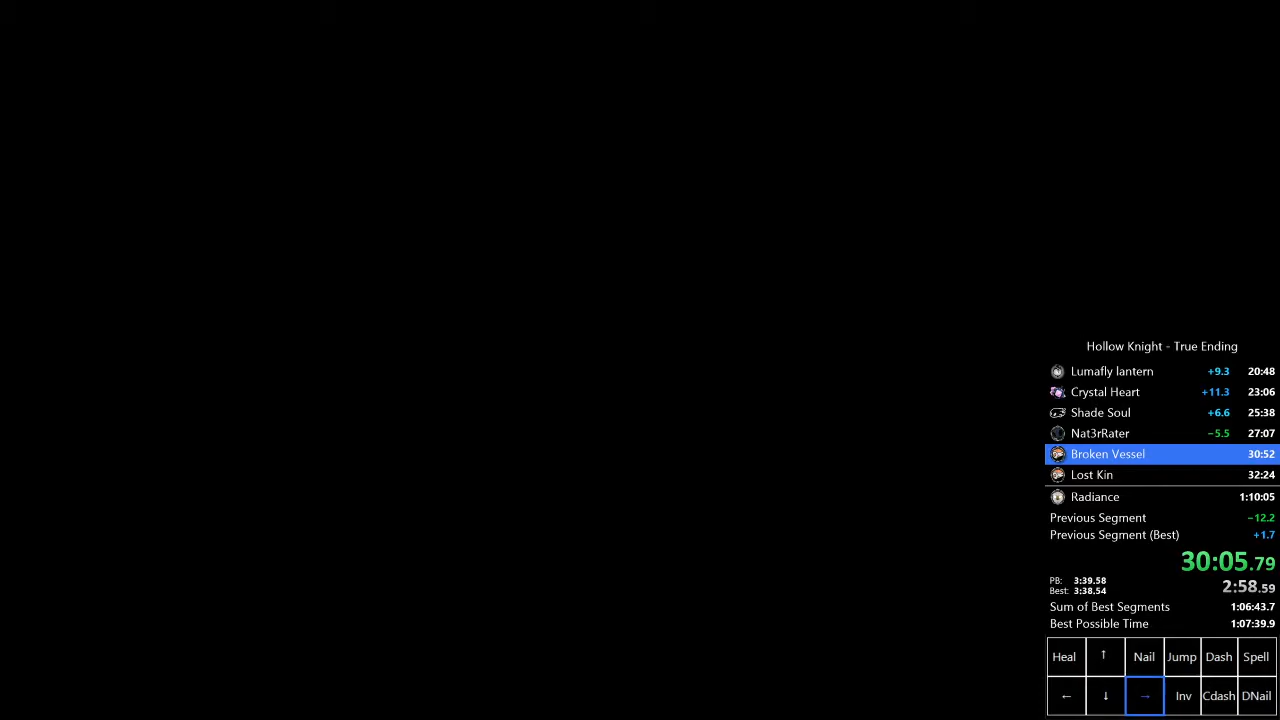 Hollow Knight - True Ending
Lumafly lantern +9.3 20:48
Crystal Heart +11.3 23:06
Shade Soul +6.6 25:38
Nat3rRater −5.5 27:07
Broken Vessel 30:52
Lost Kin 32:24
Radiance 1:10:05
Previous Segment −12.2
Previous Segment (Best) +1.7
30:05.79
PB: 3:39.58
Best: 3:38.54
2:58.59
Sum of Best Segments 1:06:43.7
Best Possible Time 1:07:39.9
Heal ↑ Nail Jump Dash Spell
← ↓ → Inv Cdash DNail